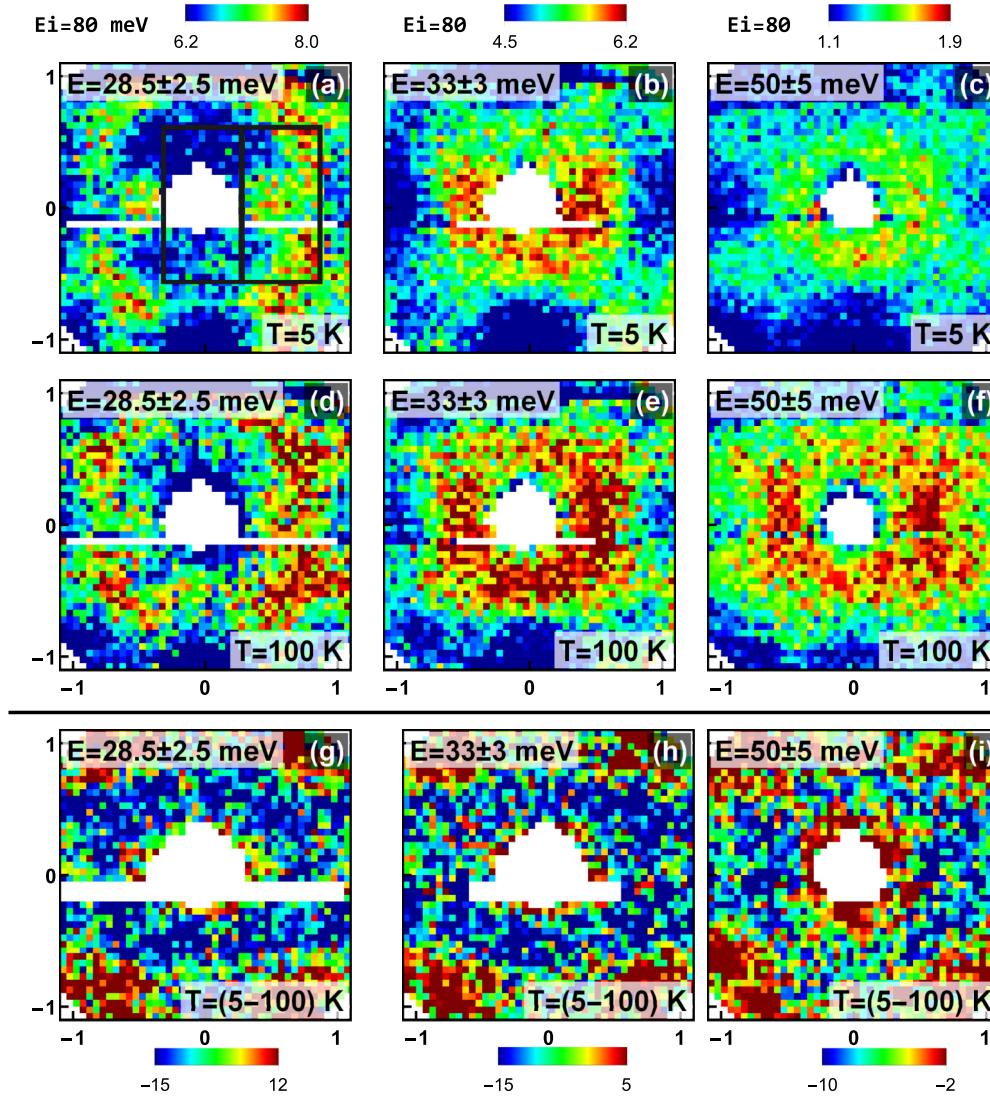 Ei=80 meV
6.2 8.0
Ei=80
4.5 6.2
Ei=80
1.1 1.9
E=28.5±2.5 meV (a)
E=33±3 meV (b)
E=50±5 meV (c)
1
0
−1
T=5 K
T=5 K
T=5 K
E=28.5±2.5 meV (d)
E=33±3 meV (e)
E=50±5 meV (f)
1
0
−1
T=100 K
T=100 K
T=100 K
−1 0 1
−1 0 1
−1 0 1
E=28.5±2.5 meV (g)
E=33±3 meV (h)
E=50±5 meV (i)
1
0
−1
T=(5−100) K
T=(5−100) K
T=(5−100) K
−1 0 1
−1 0 1
−1 0 1
−15 12
−15 5
−10 −2